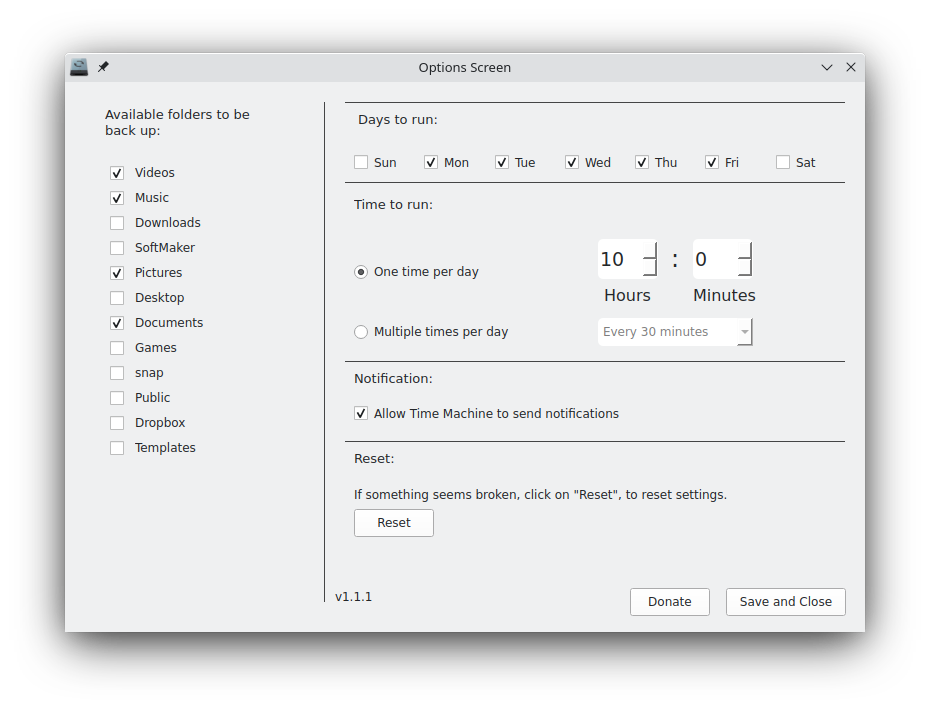 Options Screen
Available folders to be
back up:
Videos
Music
Downloads
SoftMaker
Pictures
Desktop
Documents
Games
snap
Public
Dropbox
Templates
Days to run:
Sun Mon Tue Wed Thu Fri Sat
Time to run:
One time per day
10 : 0
Hours Minutes
Multiple times per day
Every 30 minutes
Notification:
Allow Time Machine to send notifications
Reset:
If something seems broken, click on "Reset", to reset settings.
Reset
v1.1.1
Donate
Save and Close